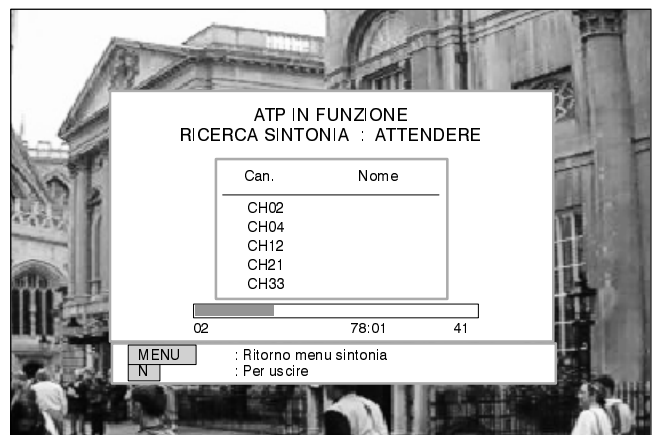 ATP IN FUNZIONE
RICERCA SINTONIA : ATTENDERE
Can. Nome
CH02
CH04
CH12
CH21
CH33
02 78:01 41
MENU : Ritorno menu sintonia
N : Per uscire